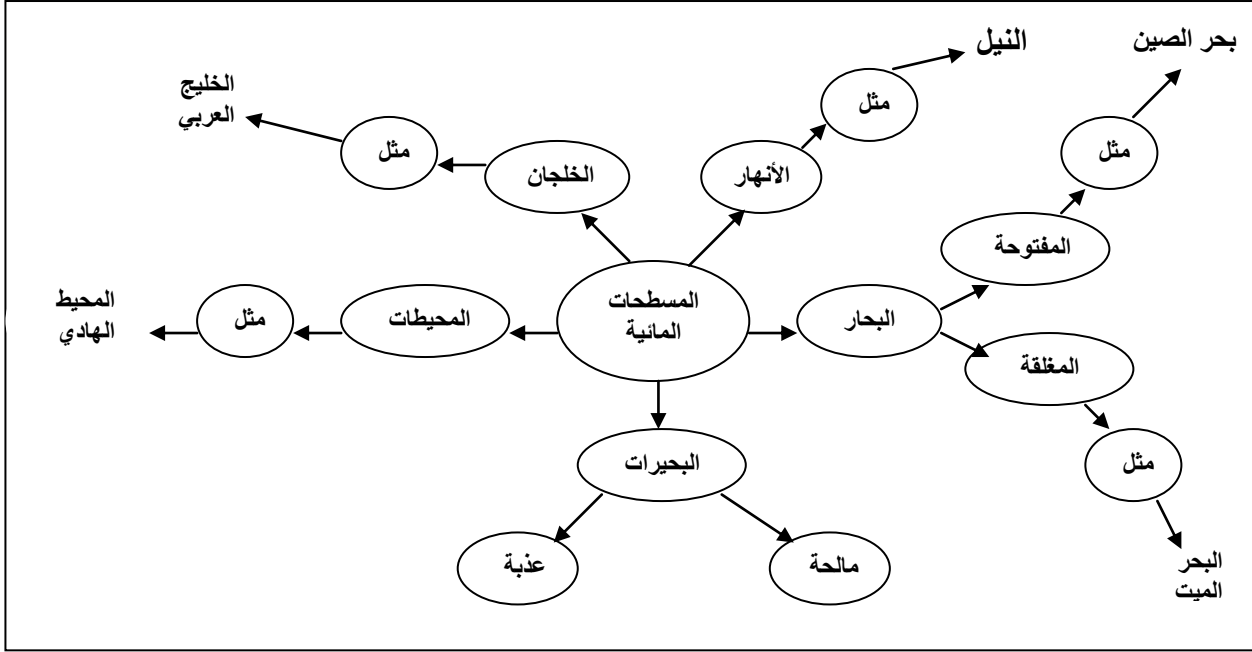 بحر الصين
النيل
مثل
مثل
مثل
الخليج
العربي
الخلجان
الأنهار
المفتوحة
المسطحات
المائية
البحار
المحيطات
مثل
المحيط
الهادي
المغلقة
مثل
البحيرات
مالحة
عذبة
البحر
الميت